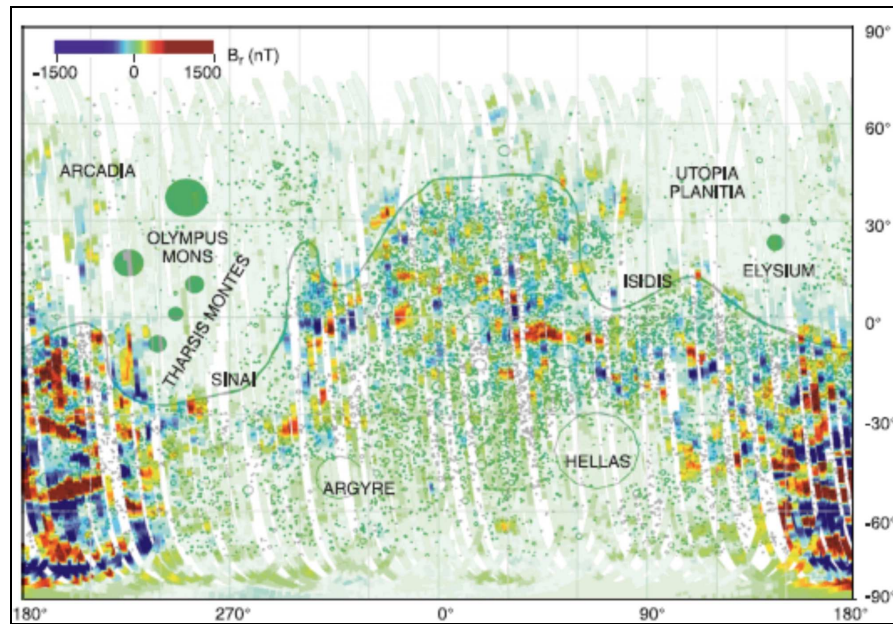 Br (nT)
-1500 0 1500
90°
60°
ARCADIA
UTOPIA
PLANITIA
30°
OLYMPUS
MONS
ELYSIUM
ISIDIS
THARSIS MONTES
0°
SINAI
-30°
HELLAS
ARGYRE
-60°
-90°
180° 270° 0° 90° 180°